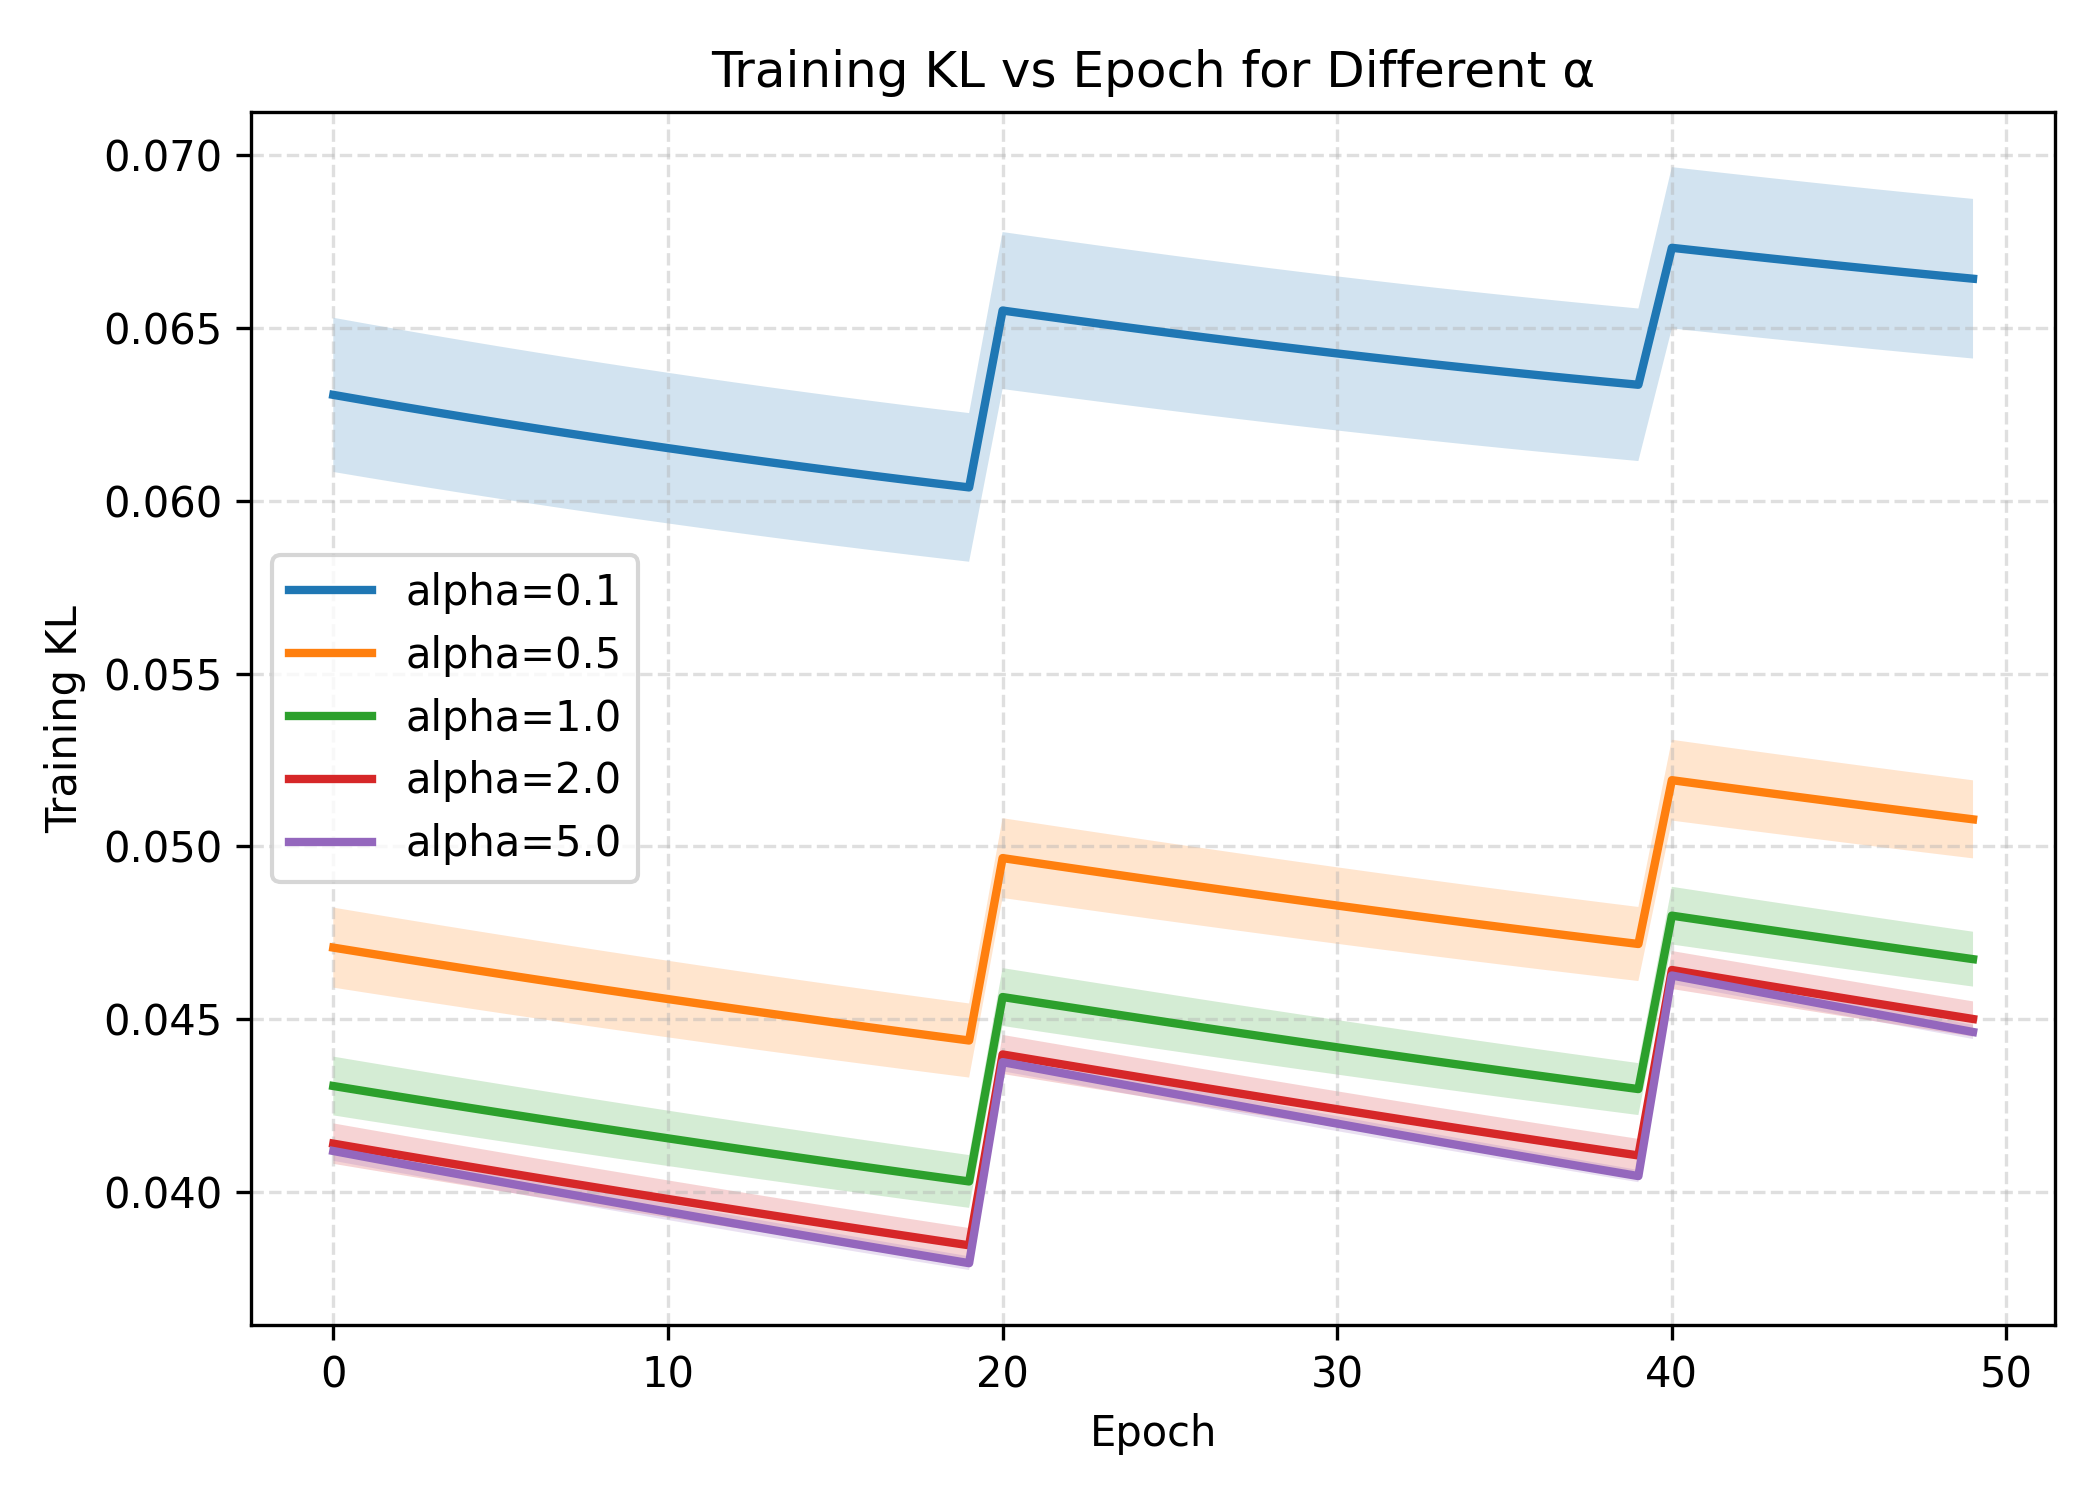 Training KL vs Epoch for Different α
0.070
0.065
0.060
0.055
0.050
0.045
0.040
Training KL
alpha=0.1
alpha=0.5
alpha=1.0
alpha=2.0
alpha=5.0
0 10 20 30 40 50
Epoch